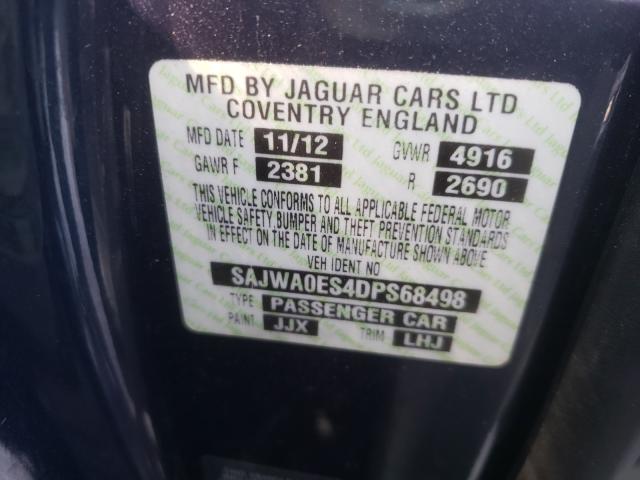 MFD BY JAGUAR CARS LTD
COVENTRY ENGLAND
MFD DATE 11/12 GVWR 4916
GAWR F 2381 R 2690
THIS VEHICLE CONFORMS TO ALL APPLICABLE FEDERAL MOTOR
VEHICLE SAFETY BUMPER AND THEFT PREVENTION STANDARDS
IN EFFECT ON THE DATE OF MANUFACTURE SHOWN ABOVE
VEH IDENT NO
SAJWA0ES4DPS68498
TYPE PASSENGER CAR
PAINT JJX TRIM LHJ